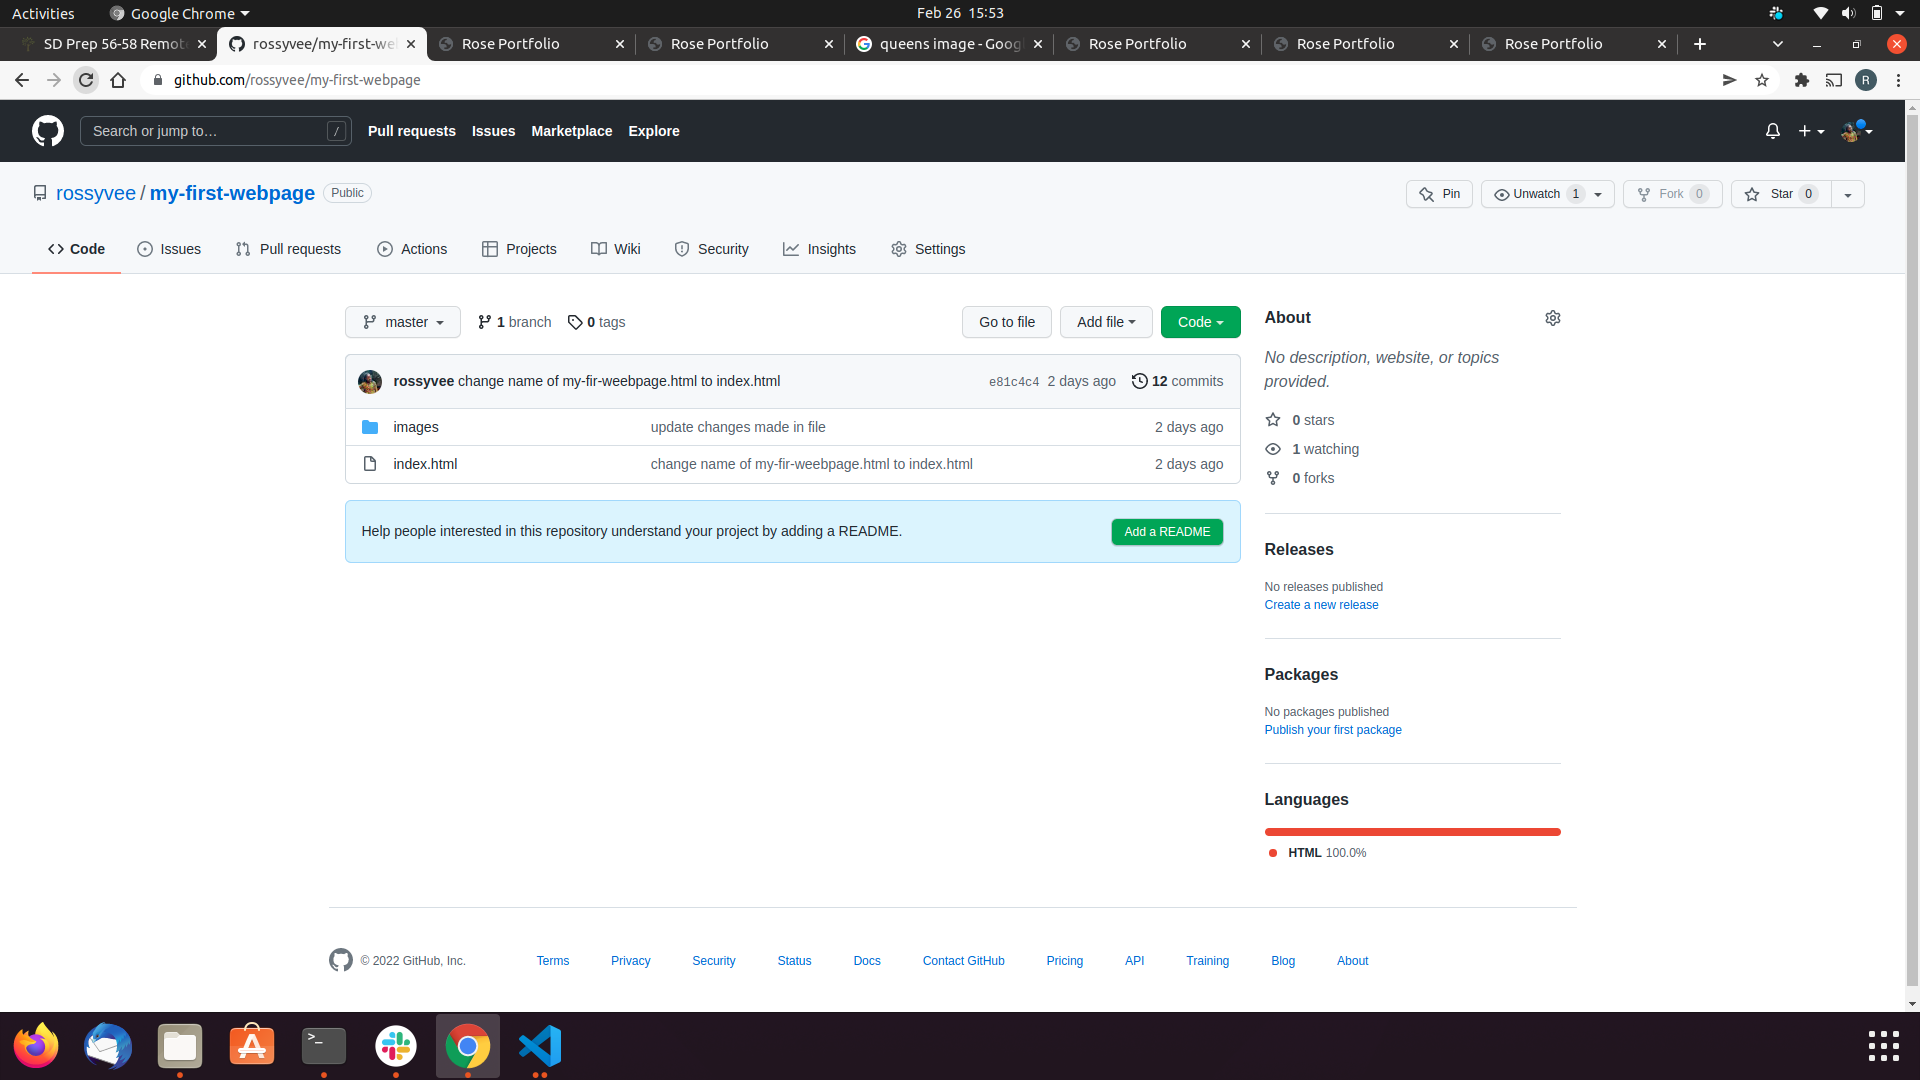 Activities Google Chrome Feb 26 15:53
SD Prep 56-58 Remot rossyvee/my-first-we Rose Portfolio Rose Portfolio queens image - Goog Rose Portfolio Rose Portfolio Rose Portfolio
github.com/rossyvee/my-first-webpage R
Search or jump to… / Pull requests Issues Marketplace Explore
rossyvee / my-first-webpage Public Pin Unwatch 1 Fork 0 Star 0
Code Issues Pull requests Actions Projects Wiki Security Insights Settings
master 1 branch 0 tags Go to file Add file Code
rossyvee change name of my-fir-weebpage.html to index.html e81c4c4 2 days ago 12 commits
images update changes made in file 2 days ago
index.html change name of my-fir-weebpage.html to index.html 2 days ago
Help people interested in this repository understand your project by adding a README. Add a README
About
No description, website, or topics
provided.
0 stars
1 watching
0 forks
Releases
No releases published
Create a new release
Packages
No packages published
Publish your first package
Languages
HTML 100.0%
© 2022 GitHub, Inc. Terms Privacy Security Status Docs Contact GitHub Pricing API Training Blog About
>_